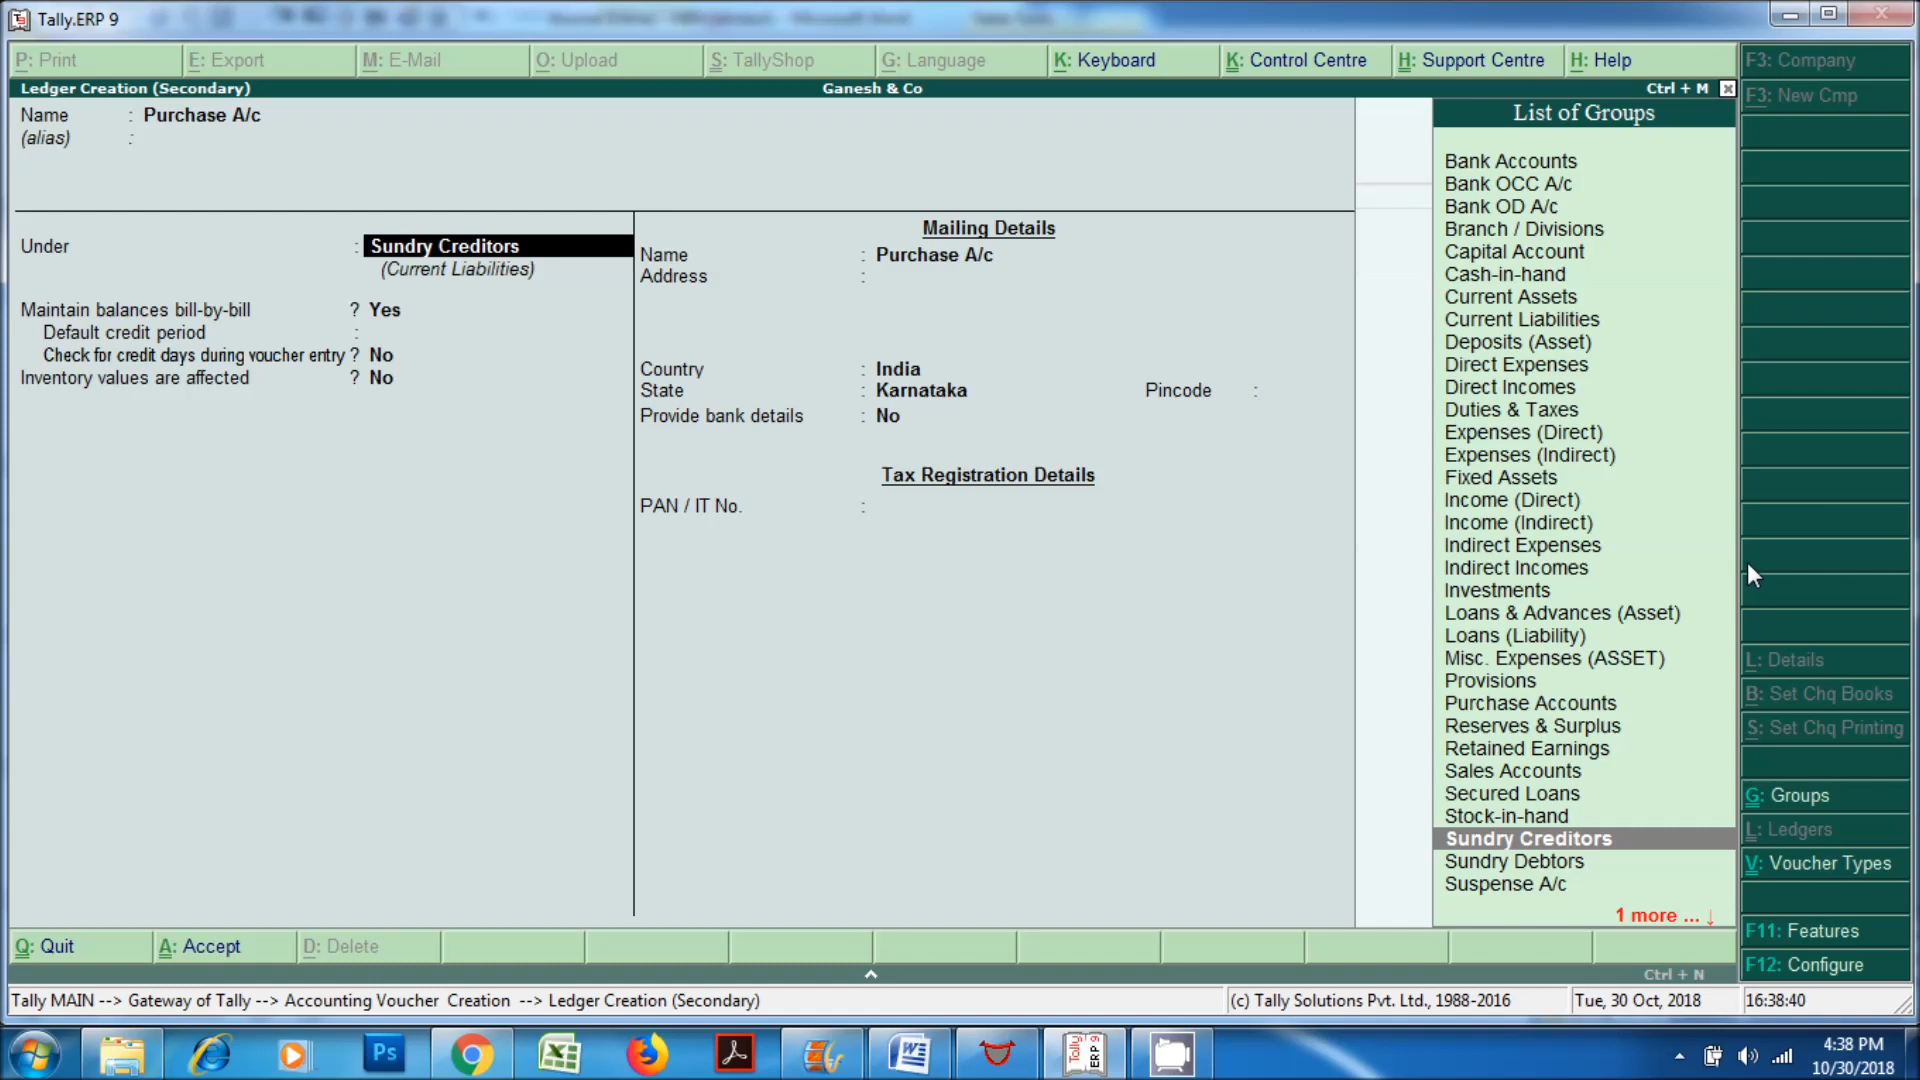 Tally.ERP 9
P: Print
E: Export
M: E-Mail
O: Upload
S: TallyShop
G: Language
K: Keyboard
K: Control Centre
H: Support Centre
H: Help
F3: Company
Ledger Creation (Secondary)
Ganesh & Co
Ctrl + M
F3: New Cmp
Name : Purchase A/c
(alias) :
Under : Sundry Creditors
(Current Liabilities)
Maintain balances bill-by-bill ? Yes
Default credit period :
Check for credit days during voucher entry ? No
Inventory values are affected ? No
Mailing Details
Name : Purchase A/c
Address :
Country : India
State : Karnataka Pincode :
Provide bank details : No
Tax Registration Details
PAN / IT No. :
List of Groups
Bank Accounts
Bank OCC A/c
Bank OD A/c
Branch / Divisions
Capital Account
Cash-in-hand
Current Assets
Current Liabilities
Deposits (Asset)
Direct Expenses
Direct Incomes
Duties & Taxes
Expenses (Direct)
Expenses (Indirect)
Fixed Assets
Income (Direct)
Income (Indirect)
Indirect Expenses
Indirect Incomes
Investments
Loans & Advances (Asset)
Loans (Liability)
Misc. Expenses (ASSET)
Provisions
Purchase Accounts
Reserves & Surplus
Retained Earnings
Sales Accounts
Secured Loans
Stock-in-hand
Sundry Creditors
Sundry Debtors
Suspense A/c
1 more ... ↓
L: Details
B: Set Chq Books
S: Set Chq Printing
G: Groups
L: Ledgers
V: Voucher Types
F11: Features
F12: Configure
Q: Quit
A: Accept
D: Delete
Ctrl + N
Tally MAIN --> Gateway of Tally --> Accounting Voucher Creation --> Ledger Creation (Secondary)
(c) Tally Solutions Pvt. Ltd., 1988-2016
Tue, 30 Oct, 2018
16:38:40
Ps
Tally
ERP 9
4:38 PM
10/30/2018